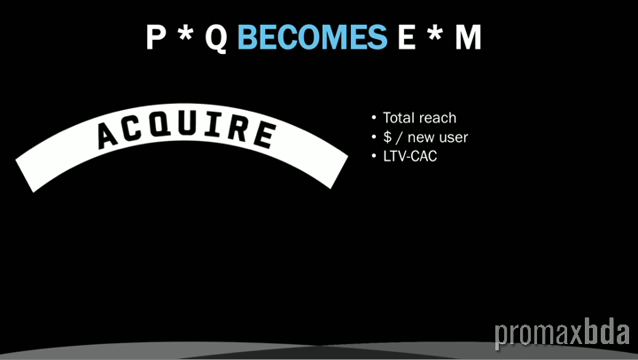 P * Q BECOMES E * M
ACQUIRE
• Total reach
• $ / new user
• LTV-CAC
promaxbda